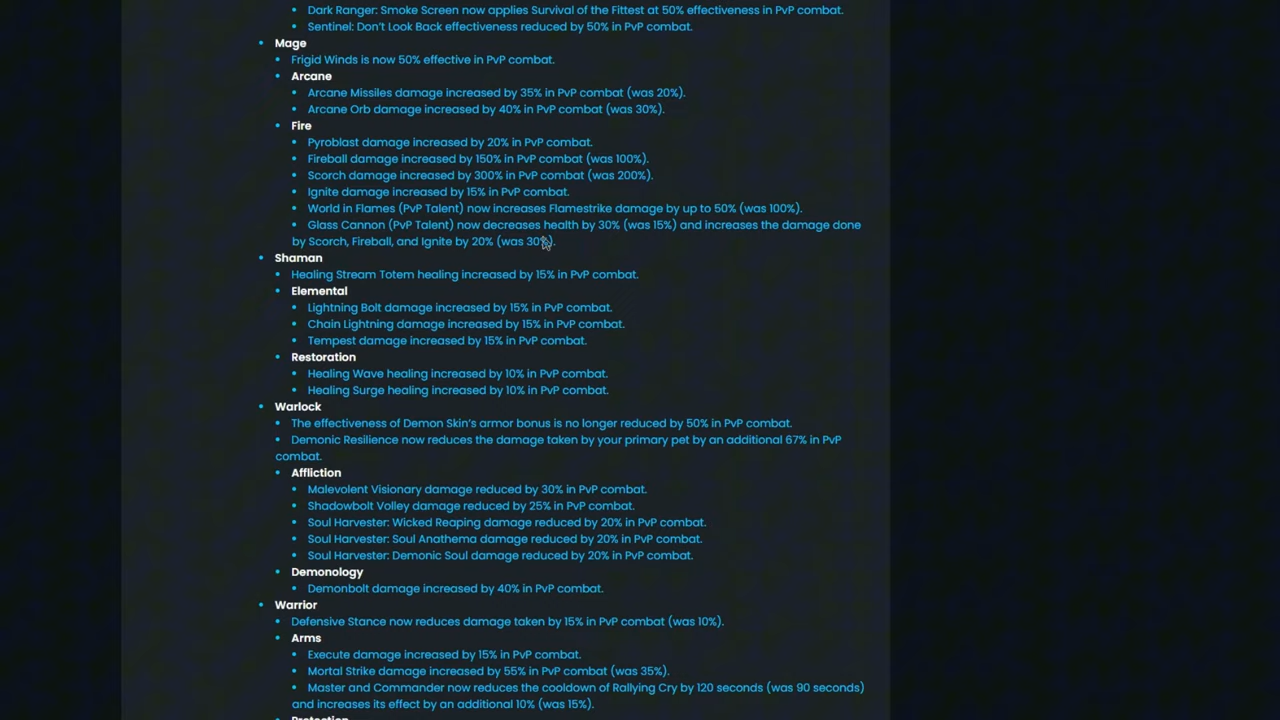 Dark Ranger: Smoke Screen now applies Survival of the Fittest at 50% effectiveness in PvP combat.
Sentinel: Don't Look Back effectiveness reduced by 50% in PvP combat.
Mage
Frigid Winds is now 50% effective in PvP combat.
Arcane
Arcane Missiles damage increased by 35% in PvP combat (was 20%).
Arcane Orb damage increased by 40% in PvP combat (was 30%).
Fire
Pyroblast damage increased by 20% in PvP combat.
Fireball damage increased by 150% in PvP combat (was 100%).
Scorch damage increased by 300% in PvP combat (was 200%).
Ignite damage increased by 15% in PvP combat.
World in Flames (PvP Talent) now increases Flamestrike damage by up to 50% (was 100%).
Glass Cannon (PvP Talent) now decreases health by 30% (was 15%) and increases the damage done
by Scorch, Fireball, and Ignite by 20% (was 30%).
Shaman
Healing Stream Totem healing increased by 15% in PvP combat.
Elemental
Lightning Bolt damage increased by 15% in PvP combat.
Chain Lightning damage increased by 15% in PvP combat.
Tempest damage increased by 15% in PvP combat.
Restoration
Healing Wave healing increased by 10% in PvP combat.
Healing Surge healing increased by 10% in PvP combat.
Warlock
The effectiveness of Demon Skin's armor bonus is no longer reduced by 50% in PvP combat.
Demonic Resilience now reduces the damage taken by your primary pet by an additional 67% in PvP
combat.
Affliction
Malevolent Visionary damage reduced by 30% in PvP combat.
Shadowbolt Volley damage reduced by 25% in PvP combat.
Soul Harvester: Wicked Reaping damage reduced by 20% in PvP combat.
Soul Harvester: Soul Anathema damage reduced by 20% in PvP combat.
Soul Harvester: Demonic Soul damage reduced by 20% in PvP combat.
Demonology
Demonbolt damage increased by 40% in PvP combat.
Warrior
Defensive Stance now reduces damage taken by 15% in PvP combat (was 10%).
Arms
Execute damage increased by 15% in PvP combat.
Mortal Strike damage increased by 55% in PvP combat (was 35%).
Master and Commander now reduces the cooldown of Rallying Cry by 120 seconds (was 90 seconds)
and increases its effect by an additional 10% (was 15%).
Protection